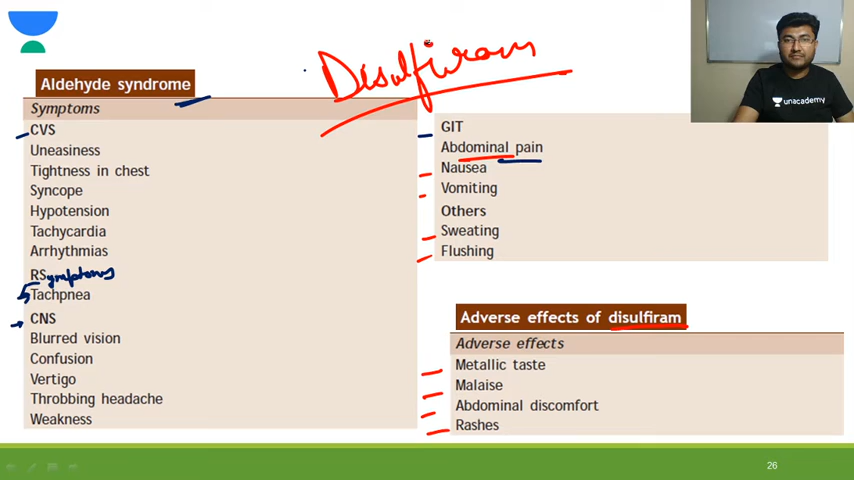 Disulfiram
unacademy
Aldehyde syndrome
Symptoms
CVS
Uneasiness
Tightness in chest
Syncope
Hypotension
Tachycardia
Arrhythmias
RSymptoms
Tachpnea
CNS
Blurred vision
Confusion
Vertigo
Throbbing headache
Weakness
GIT
Abdominal pain
Nausea
Vomiting
Others
Sweating
Flushing
Adverse effects of disulfiram
Adverse effects
Metallic taste
Malaise
Abdominal discomfort
Rashes
26